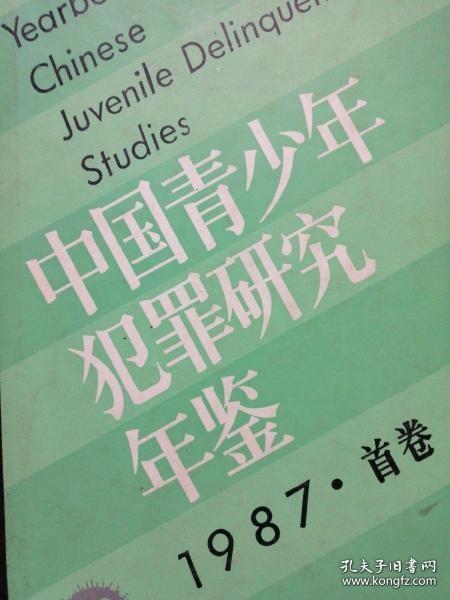 Chinese
Juvenile
Studies
中国青少年
犯罪研究
年鉴
1987·首卷
孔夫子旧书网
www.kongfz.com